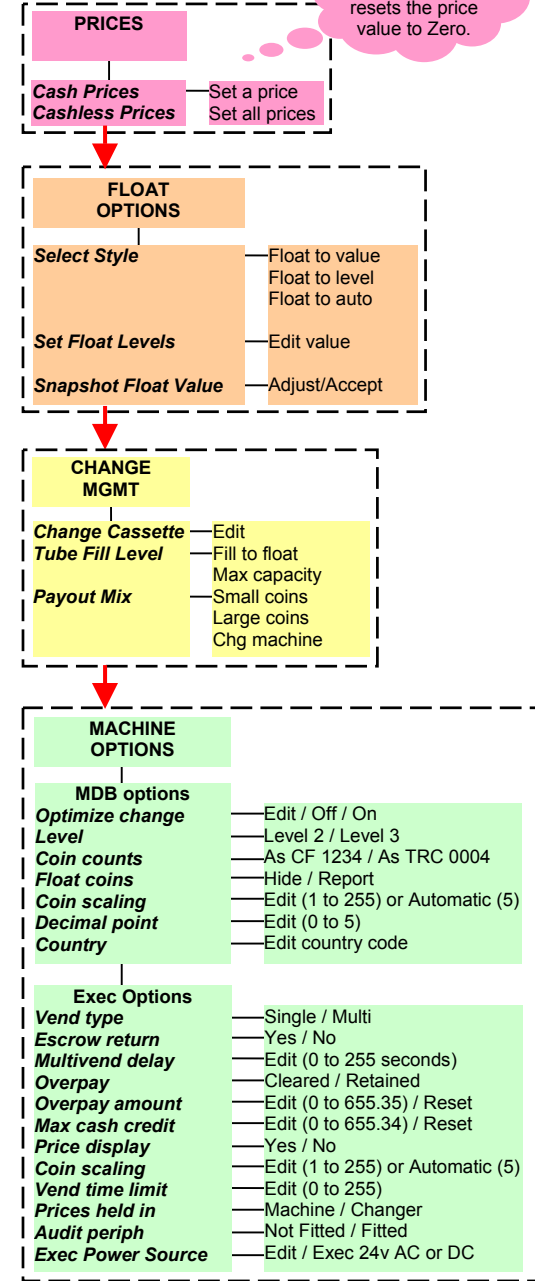 resets the price
value to Zero.
PRICES
Cash Prices Set a price
Cashless Prices Set all prices
FLOAT
OPTIONS
Select Style Float to value
Float to level
Float to auto
Set Float Levels Edit value
Snapshot Float Value Adjust/Accept
CHANGE
MGMT
Change Cassette Edit
Tube Fill Level Fill to float
Max capacity
Payout Mix Small coins
Large coins
Chg machine
MACHINE
OPTIONS
MDB options
Optimize change Edit / Off / On
Level Level 2 / Level 3
Coin counts As CF 1234 / As TRC 0004
Float coins Hide / Report
Coin scaling Edit (1 to 255) or Automatic (5)
Decimal point Edit (0 to 5)
Country Edit country code
Exec Options
Vend type Single / Multi
Escrow return Yes / No
Multivend delay Edit (0 to 255 seconds)
Overpay Cleared / Retained
Overpay amount Edit (0 to 655.35) / Reset
Max cash credit Edit (0 to 655.34) / Reset
Price display Yes / No
Coin scaling Edit (1 to 255) or Automatic (5)
Vend time limit Edit (0 to 255)
Prices held in Machine / Changer
Audit periph Not Fitted / Fitted
Exec Power Source Edit / Exec 24v AC or DC